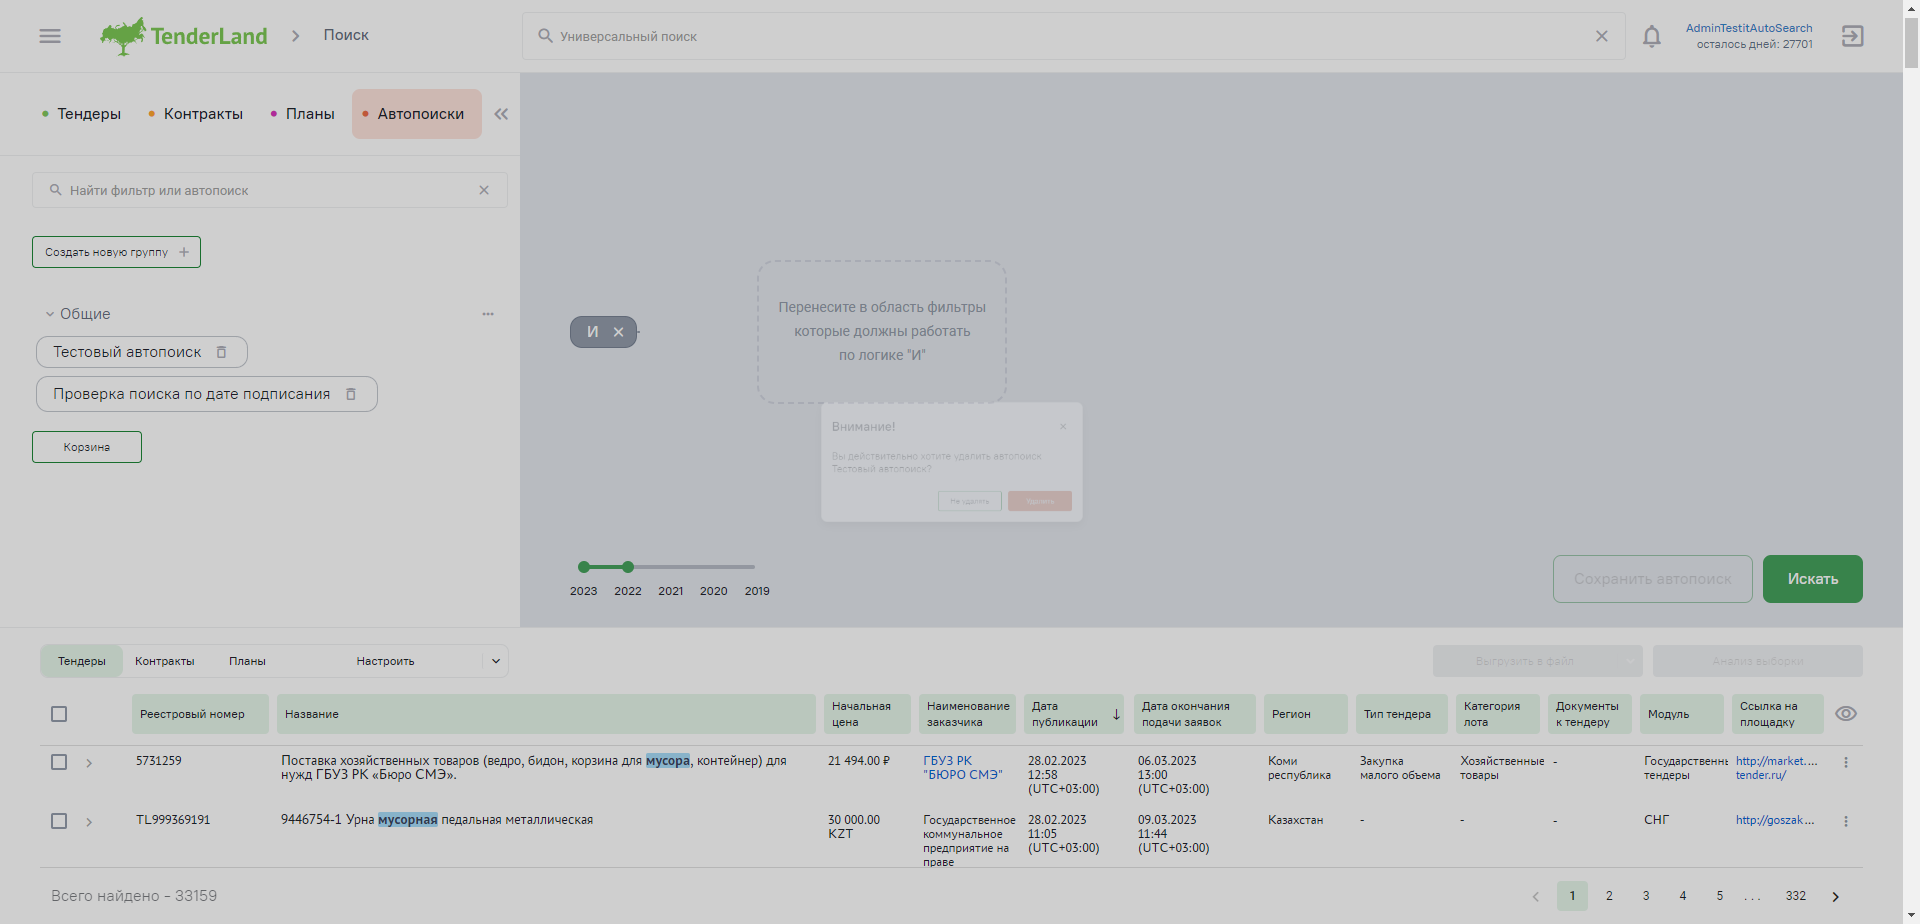 TenderLand
Поиск
Универсальный поиск
AdminTestitAutoSearch
осталось дней: 27701
Тендеры
Контракты
Планы
Автопоиски
Найти фильтр или автопоиск
Создать новую группу
Общие
Тестовый автопоиск
Проверка поиска по дате подписания
Корзина
И
Перенесите в область фильтры
которые должны работать
по логике "И"
Внимание!
Вы действительно хотите удалить автопоиск
Тестовый автопоиск?
Не удалять
Удалить
2023 2022 2021 2020 2019
Сохранить автопоиск
Искать
Тендеры Контракты Планы Настроить
Выгрузить в файл
Анализ выборки
Реестровый номер
Название
Начальная
цена
Наименование
заказчика
Дата
публикации
Дата окончания
подачи заявок
Регион
Тип тендера
Категория
лота
Документы
к тендеру
Модуль
Ссылка на
площадку
5731259
Поставка хозяйственных товаров (ведро, бидон, корзина для мусора, контейнер) для
нужд ГБУЗ РК «Бюро СМЭ».
21 494.00 ₽
ГБУЗ РК
"БЮРО СМЭ"
28.02.2023
12:58
(UTC+03:00)
06.03.2023
13:00
(UTC+03:00)
Коми
республика
Закупка
малого объема
Хозяйственные
товары
-
Государственн
тендеры
http://market....
tender.ru/
TL999369191
9446754-1 Урна мусорная педальная металлическая
30 000.00
KZT
Государственное
коммунальное
предприятие на
праве
28.02.2023
11:05
(UTC+03:00)
09.03.2023
11:44
(UTC+03:00)
Казахстан
-
-
-
СНГ
http://goszak...
Всего найдено - 33159
1 2 3 4 5 ... 332